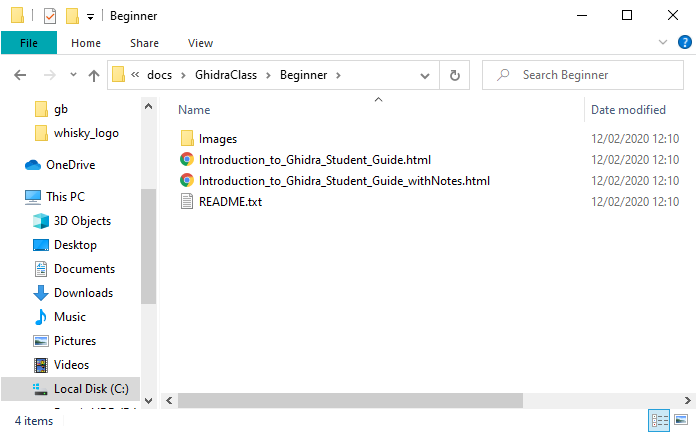 Beginner
File Home Share View
docs GhidraClass Beginner Search Beginner
Name Date modified
gb
whisky_logo
OneDrive
This PC
3D Objects
Desktop
Documents
Downloads
Music
Pictures
Videos
Local Disk (C:)
Images 12/02/2020 12:10
Introduction_to_Ghidra_Student_Guide.html 12/02/2020 12:10
Introduction_to_Ghidra_Student_Guide_withNotes.html 12/02/2020 12:10
README.txt 12/02/2020 12:10
4 items